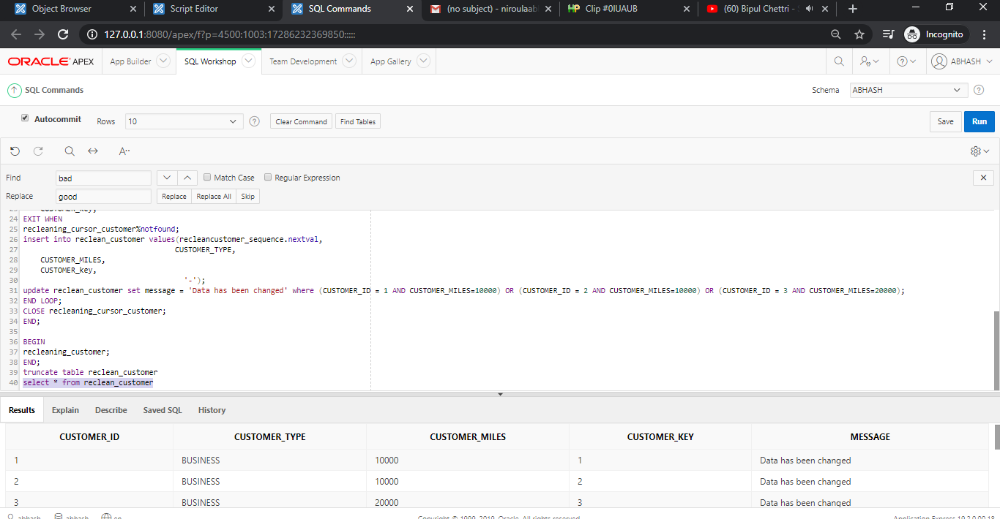 Object Browser
Script Editor
SQL Commands
(no subject) - niroulaab
Clip #0IUAUB
(60) Bipul Chettri -
127.0.0.1:8080/apex/f?p=4500:1003:17286232369850:::::
Incognito
ORACLE APEX
App Builder
SQL Workshop
Team Development
App Gallery
ABHASH
SQL Commands
Schema
ABHASH
Autocommit
Rows
10
Clear Command
Find Tables
Save
Run
A··
Find
bad
Match Case
Regular Expression
Replace
good
Replace
Replace All
Skip
23 CUSTOMER_key,
24 EXIT WHEN
25 recleaning_cursor_customer%notfound;
26 insert into reclean_customer values(recleancustomer_sequence.nextval,
27 CUSTOMER_TYPE,
28 CUSTOMER_MILES,
29 CUSTOMER_key,
30 '-');
31 update reclean_customer set message = 'Data has been changed' where (CUSTOMER_ID = 1 AND CUSTOMER_MILES=10000) OR (CUSTOMER_ID = 2 AND CUSTOMER_MILES=10000) OR (CUSTOMER_ID = 3 AND CUSTOMER_MILES=20000);
32 END LOOP;
33 CLOSE recleaning_cursor_customer;
34 END;
35
36 BEGIN
37 recleaning_customer;
38 END;
39 truncate table reclean_customer
40 select * from reclean_customer
Results
Explain
Describe
Saved SQL
History
CUSTOMER_ID CUSTOMER_TYPE CUSTOMER_MILES CUSTOMER_KEY MESSAGE
1 BUSINESS 10000 1 Data has been changed
2 BUSINESS 10000 2 Data has been changed
3 BUSINESS 20000 3 Data has been changed
abhash
abhash
en
Copyright © 1999, 2019, Oracle. All rights reserved.
Application Express 19.2.0.00.18